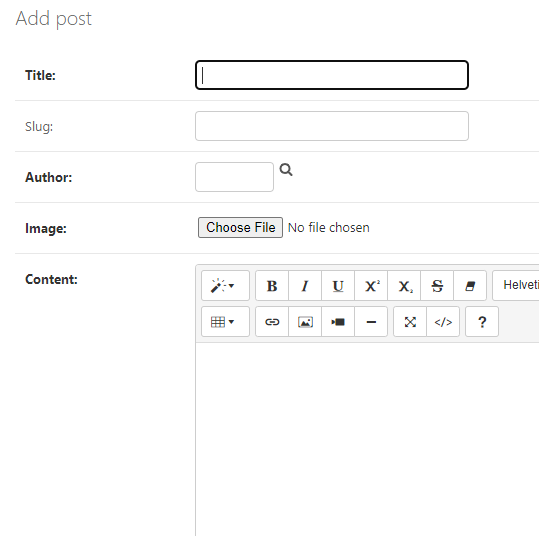 Add post
Title:
Slug:
Author:
Image: Choose File No file chosen
Content:
B I U X² X₂ S Helveti
</> ?